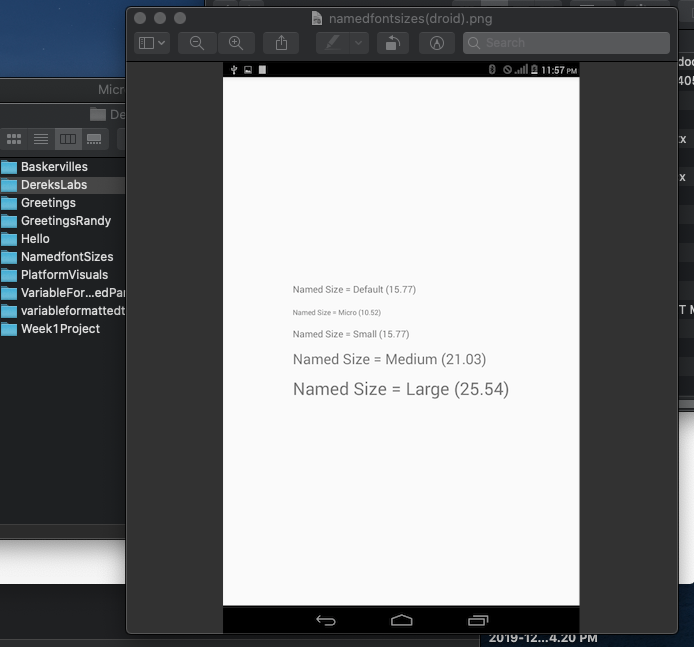 namedfontsizes(droid).png
Search
Micr
De
Baskervilles
DereksLabs
Greetings
GreetingsRandy
Hello
NamedfontSizes
PlatformVisuals
VariableFor...edPar
variableformattedt
Week1Project
11:57 PM
Named Size = Default (15.77)
Named Size = Micro (10.52)
Named Size = Small (15.77)
Named Size = Medium (21.03)
Named Size = Large (25.54)
doc
405
x
T M
2019-12...4.20 PM